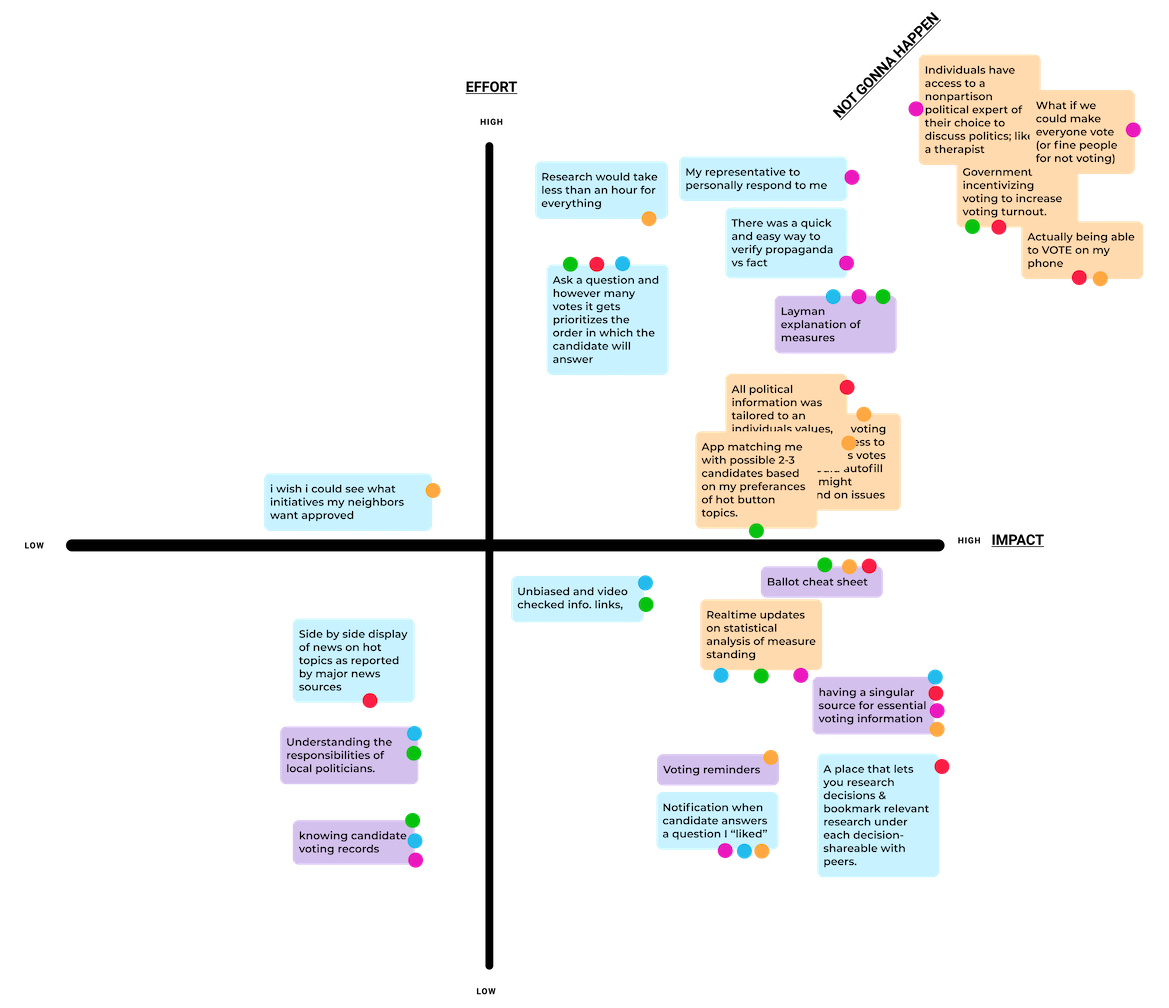 NOT GONNA HAPPEN
EFFORT
HIGH
Individuals have
access to a
nonpartison
political expert of
their choice to
discuss politics; like
a therapist
What if we
could make
everyone vote
(or fine people
for not voting)
Government
incentivizing
voting to increase
voting turnout.
Actually being able
to VOTE on my
phone
Research would take
less than an hour for
everything
My representative to
personally respond to me
There was a quick
and easy way to
verify propaganda
vs fact
Ask a question and
however many
votes it gets
prioritizes the
order in which the
candidate will
answer
Layman
explanation of
measures
All political
information was
tailored to an
individuals values,
App matching me
with possible 2-3
candidates based
on my preferances
of hot button
topics.
voting
to
votes
autofill
might
on issues
i wish i could see what
initiatives my neighbors
want approved
LOW
HIGH
IMPACT
Unbiased and video
checked info. links,
Ballot cheat sheet
Realtime updates
on statistical
analysis of measure
standing
Side by side display
of news on hot
topics as reported
by major news
sources
having a singular
source for essential
voting information
Understanding the
responsibilities of
local politicians.
Voting reminders
A place that lets
you research
decisions &
bookmark relevant
research under
each decision-
shareable with
peers.
Notification when
candidate answers
a question I “liked”
knowing candidate
voting records
LOW